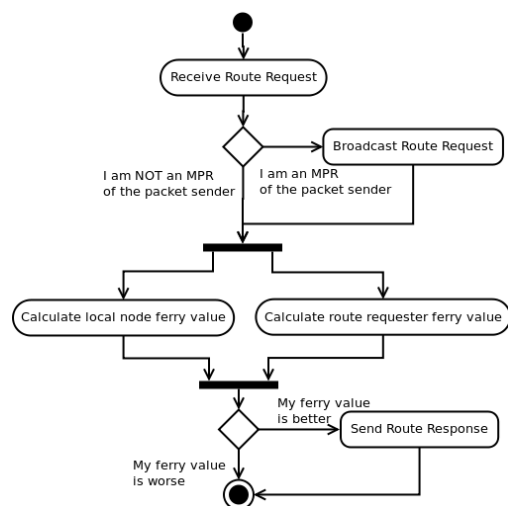 Receive Route Request
Broadcast Route Request
I am NOT an MPR
of the packet sender
I am an MPR
of the packet sender
Calculate local node ferry value
Calculate route requester ferry value
My ferry value
is better
Send Route Response
My ferry value
is worse